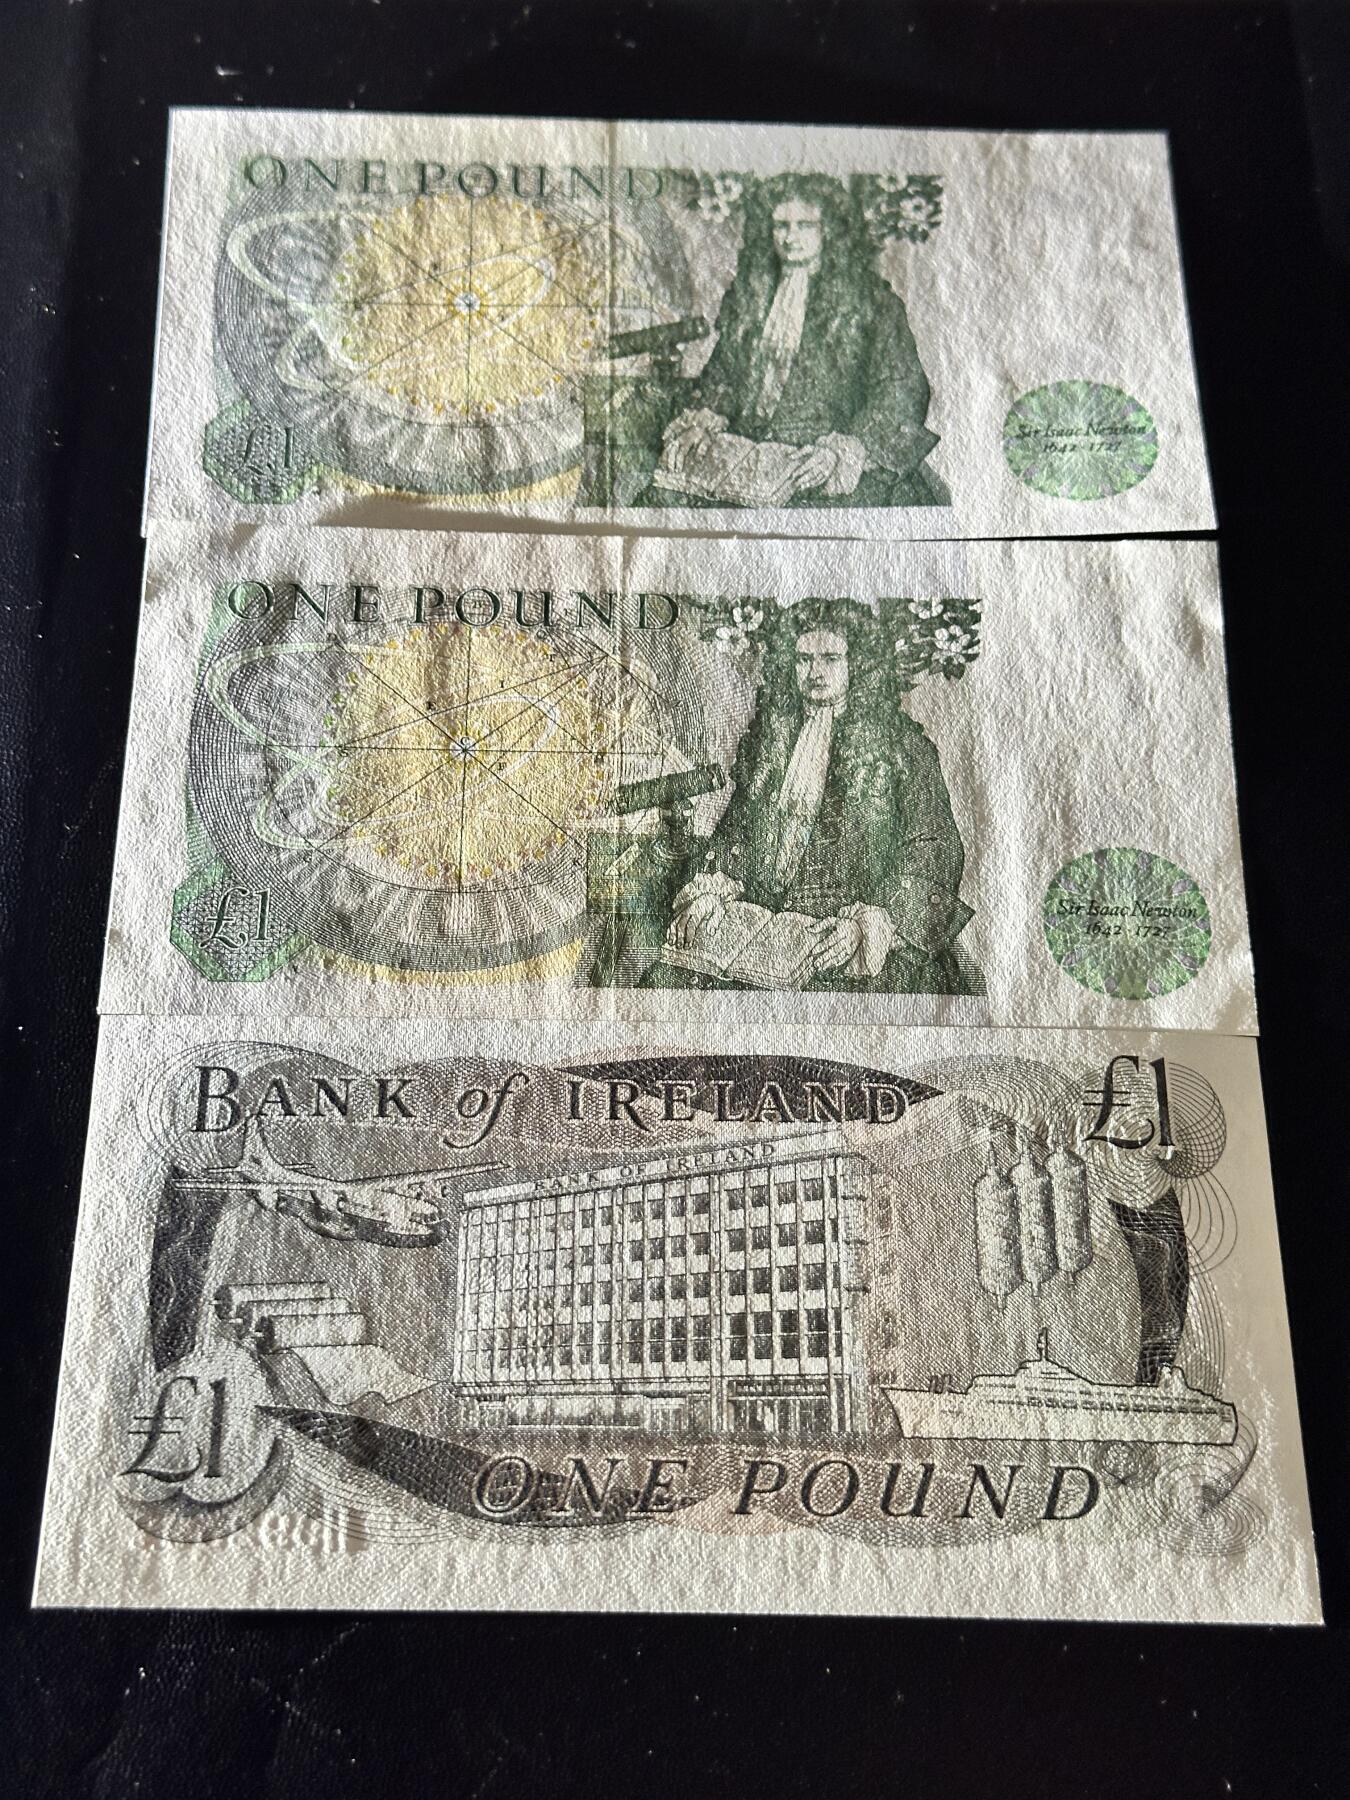 ONE POUND
£1
Sir Isaac Newton
1642-1727
ONE POUND
£1
Sir Isaac Newton
1642-1727
BANK of IRELAND
£1
BANK OF IRELAND
£1
ONE POUND